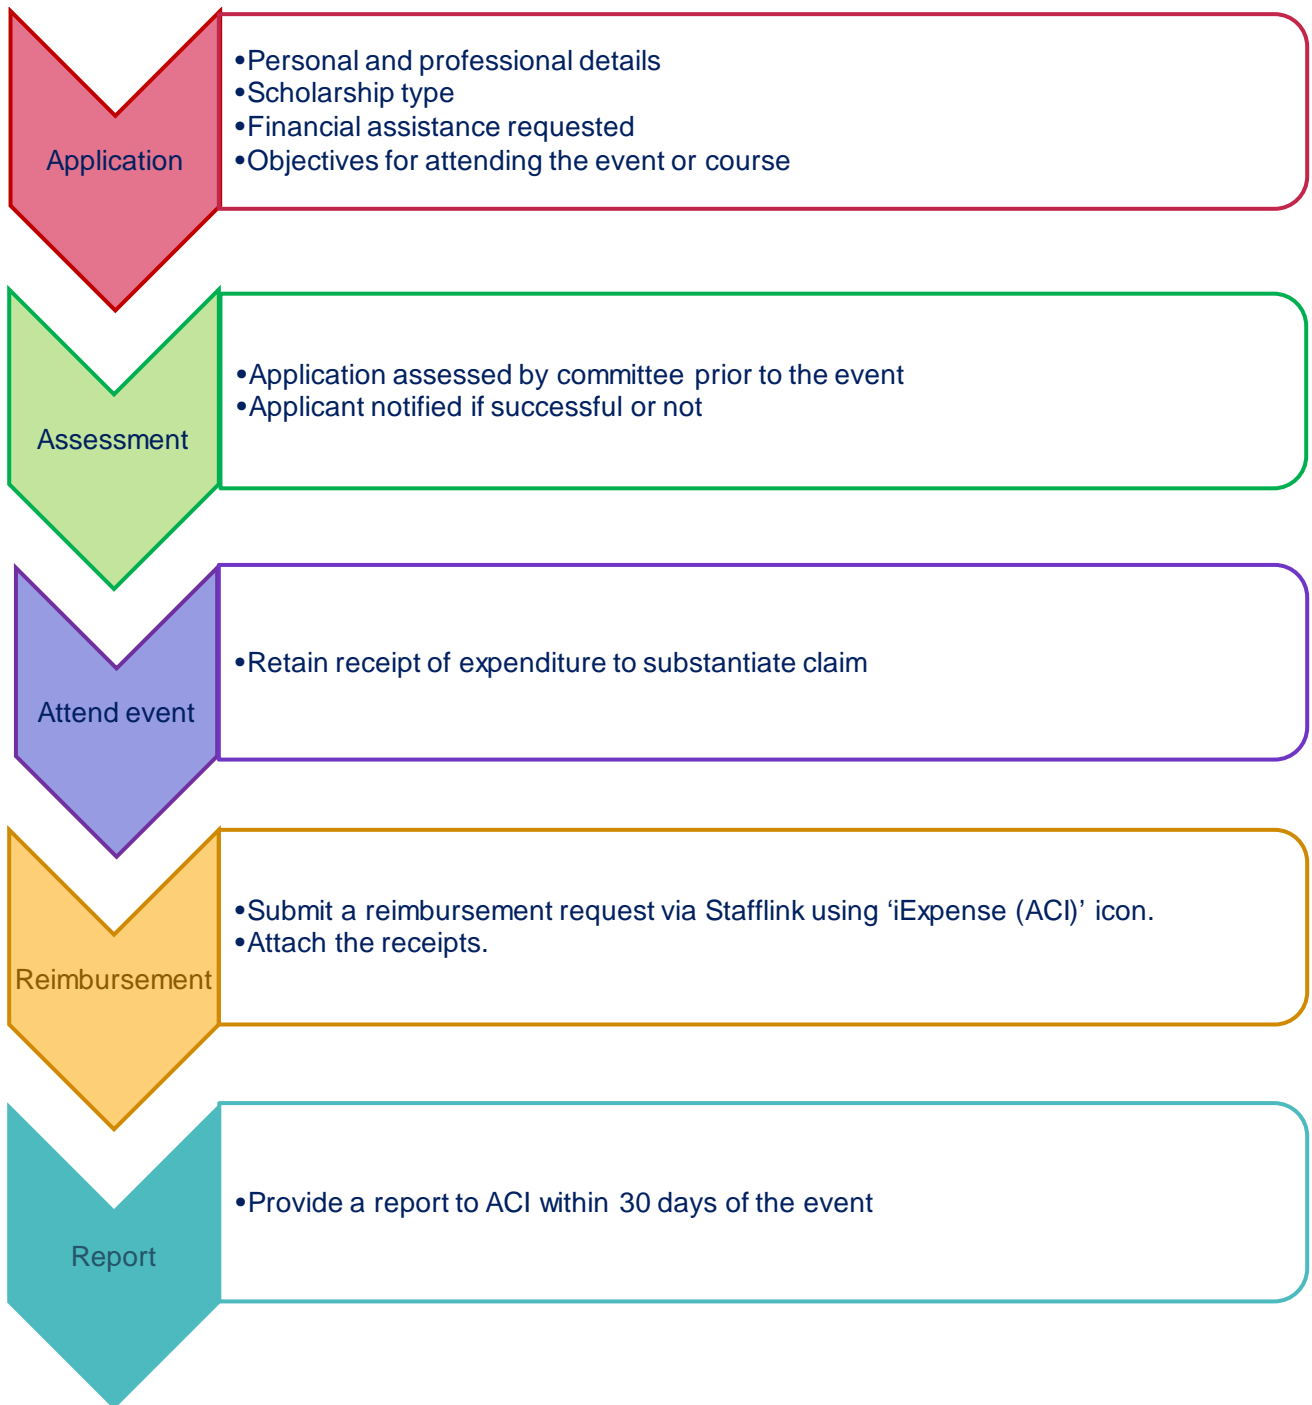 Application
•Personal and professional details
•Scholarship type
•Financial assistance requested
•Objectives for attending the event or course
Assessment
•Application assessed by committee prior to the event
•Applicant notified if successful or not
Attend event
•Retain receipt of expenditure to substantiate claim
Reimbursement
•Submit a reimbursement request via Stafflink using ‘iExpense (ACI)’ icon.
•Attach the receipts.
Report
•Provide a report to ACI within 30 days of the event